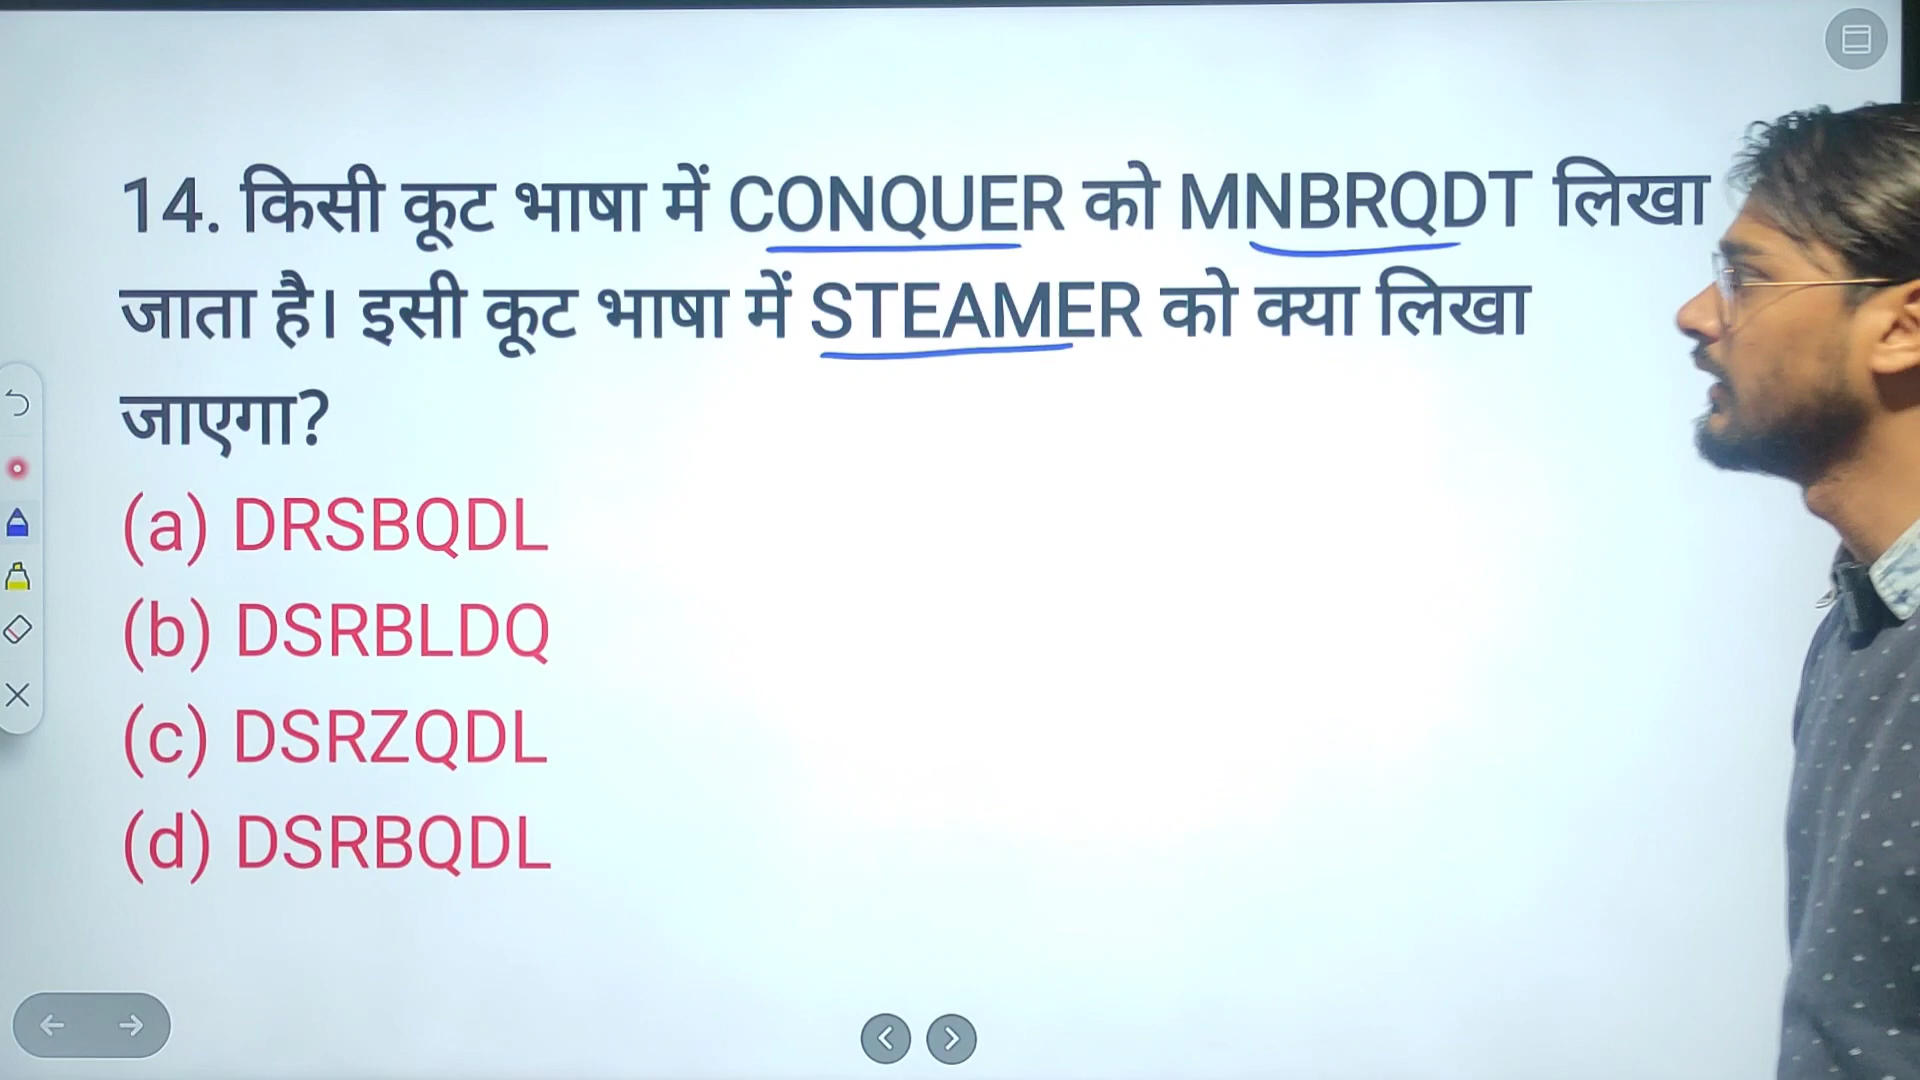 14. किसी कूट भाषा में CONQUER को MNBRQDT लिखा
जाता है। इसी कूट भाषा में STEAMER को क्या लिखा
जाएगा?
(a) DRSBQDL
(b) DSRBLDQ
(c) DSRZQDL
(d) DSRBQDL